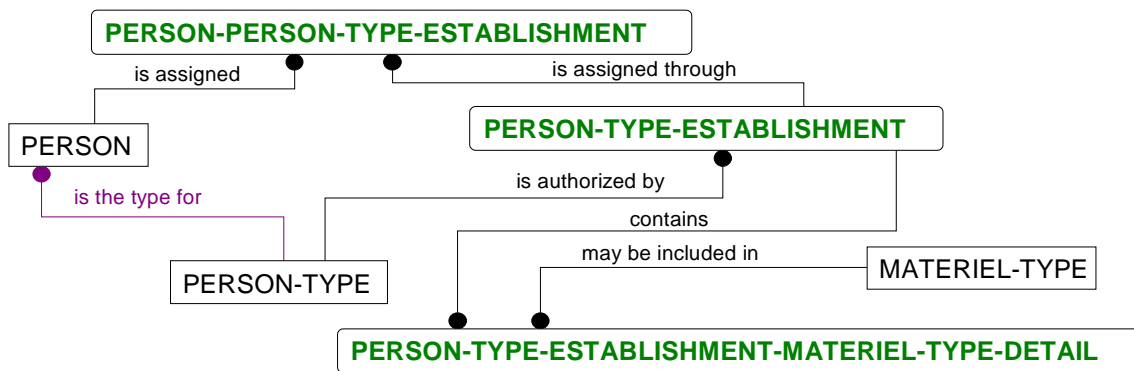 PERSON-PERSON-TYPE-ESTABLISHMENT
is assigned
is assigned through
PERSON-TYPE-ESTABLISHMENT
PERSON
is authorized by
is the type for
contains
may be included in
MATERIEL-TYPE
PERSON-TYPE
PERSON-TYPE-ESTABLISHMENT-MATERIEL-TYPE-DETAIL